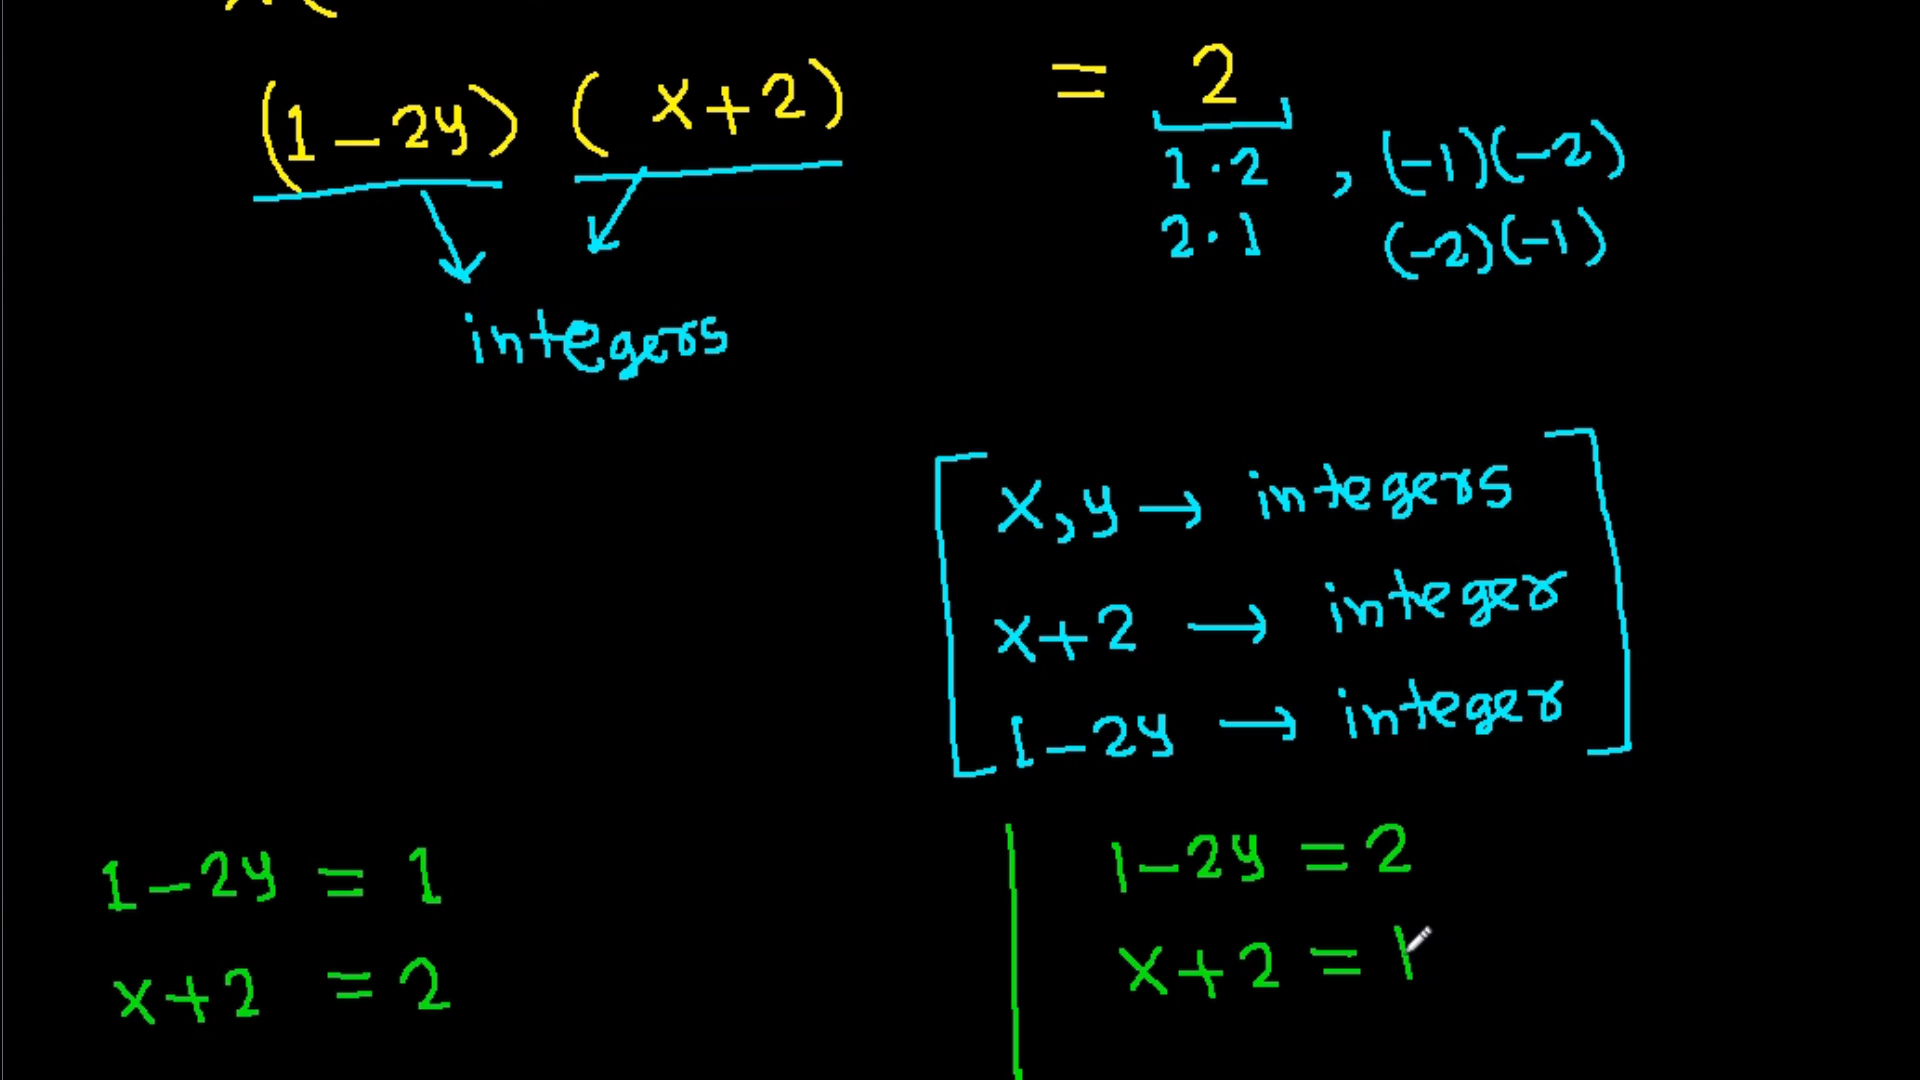 (1-2y) (x+2) = 2
1·2 , (-1)(-2)
2·1 (-2)(-1)
integers
x,y → integers
x+2 → integer
1-2y → integer
1-2y = 1
x+2 = 2
1-2y = 2
x+2 = 1